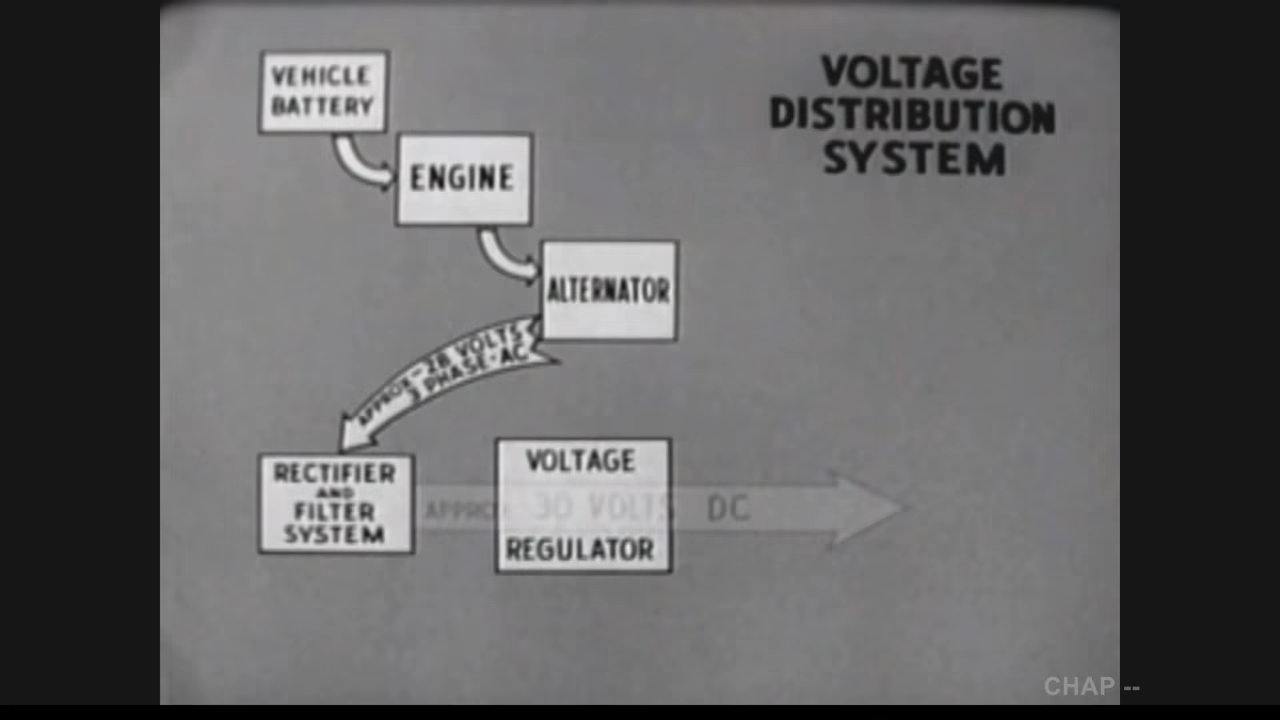 VOLTAGE
DISTRIBUTION
SYSTEM
VEHICLE
BATTERY
ENGINE
ALTERNATOR
APPROX-28 VOLTS
3 PHASE-AC
RECTIFIER
AND
FILTER
SYSTEM
VOLTAGE
APPROX 30 VOLTS DC
REGULATOR
CHAP --